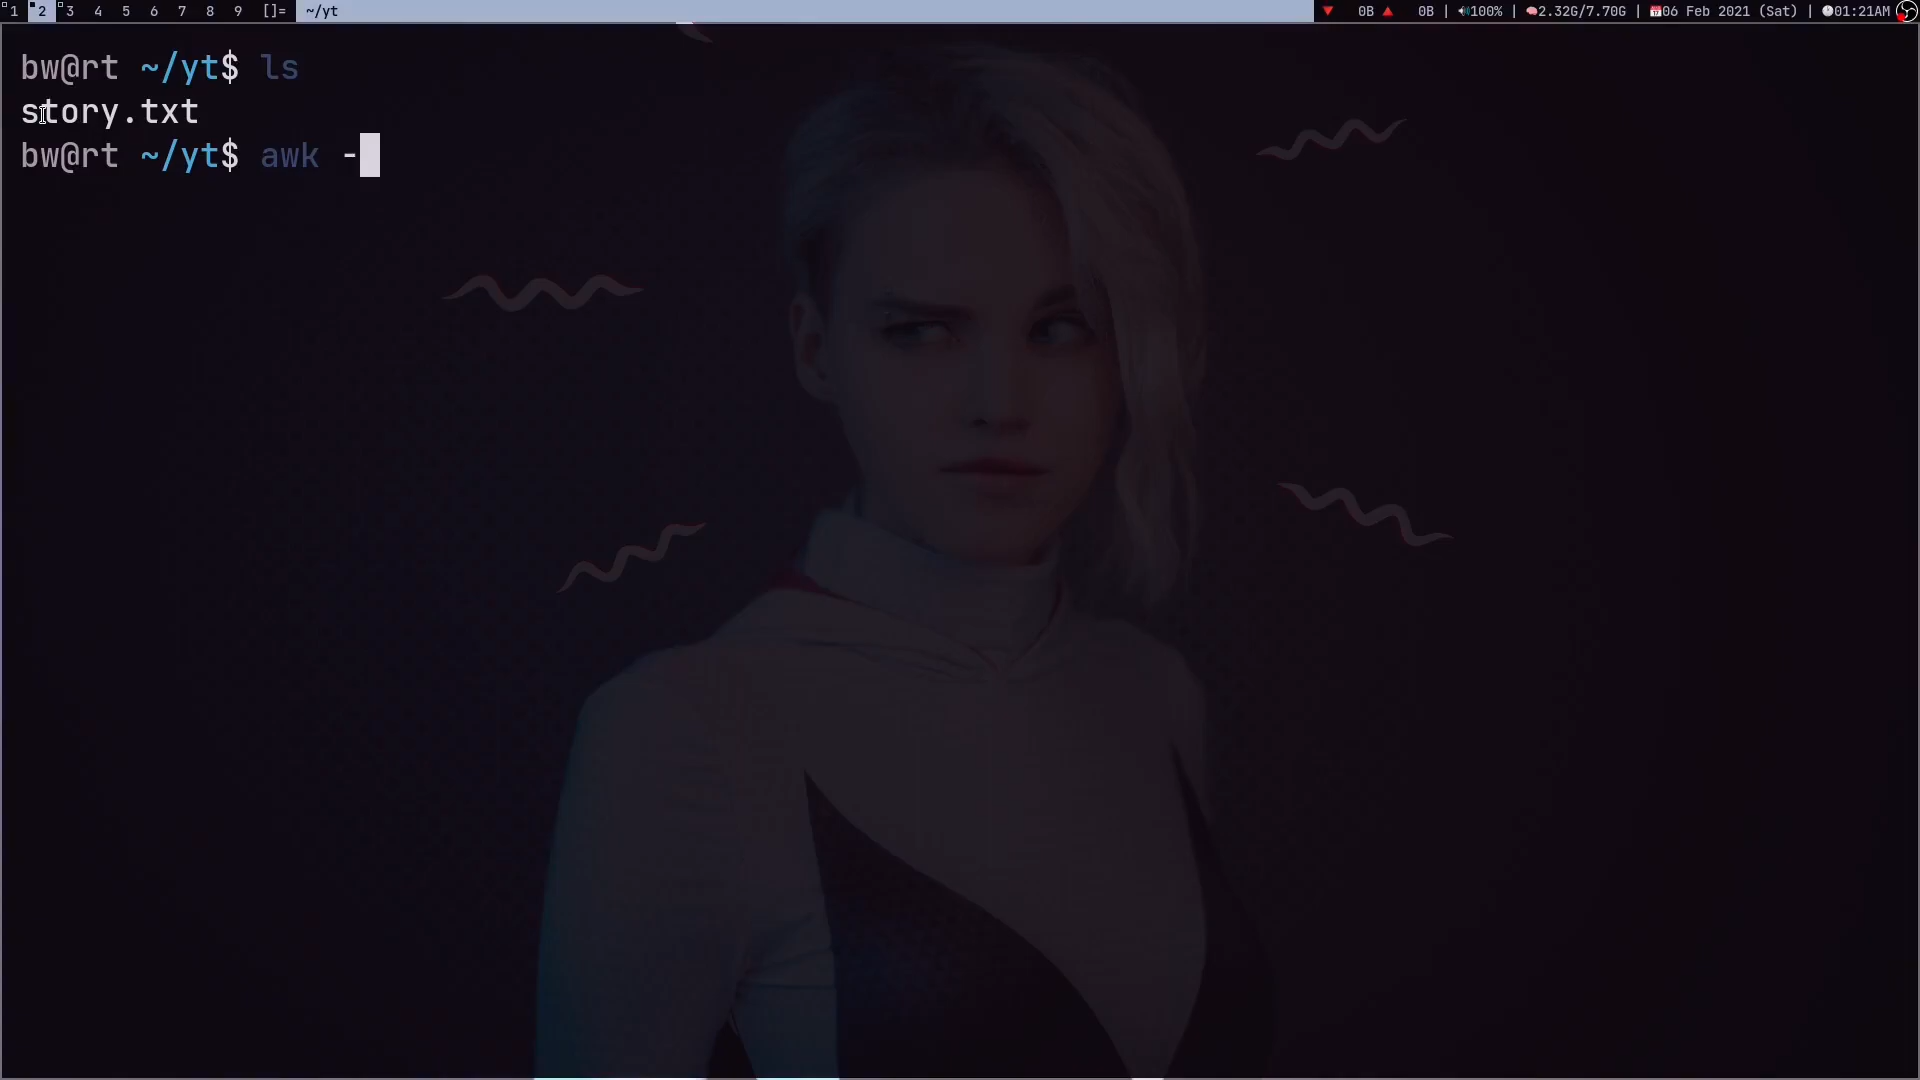 1 2 3 4 5 6 7 8 9 []= ~/yt 0B 0B | 100% | 2.32G/7.70G | 06 Feb 2021 (Sat) | 01:21AM
bw@rt ~/yt$ ls
story.txt
bw@rt ~/yt$ awk -